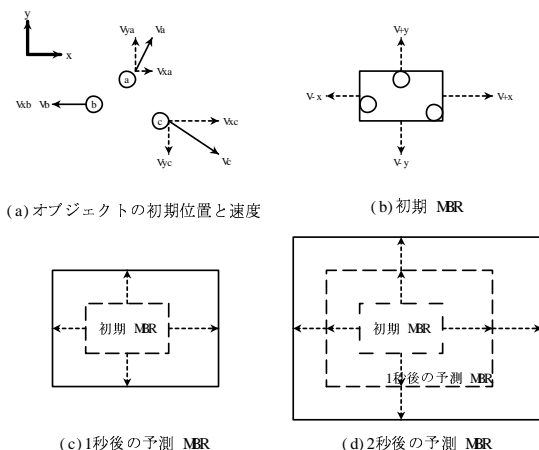 y
x
Vya
Va
Vxa
a
Vxb
Vb
b
c
Vxc
Vyc
Vc
(a)オブジェクトの初期位置と速度
V+y
V-x
V+x
V-y
(b)初期 MBR
初期 MBR
(c)1秒後の予測 MBR
初期 MBR
1秒後の予測 MBR
(d)2秒後の予測 MBR